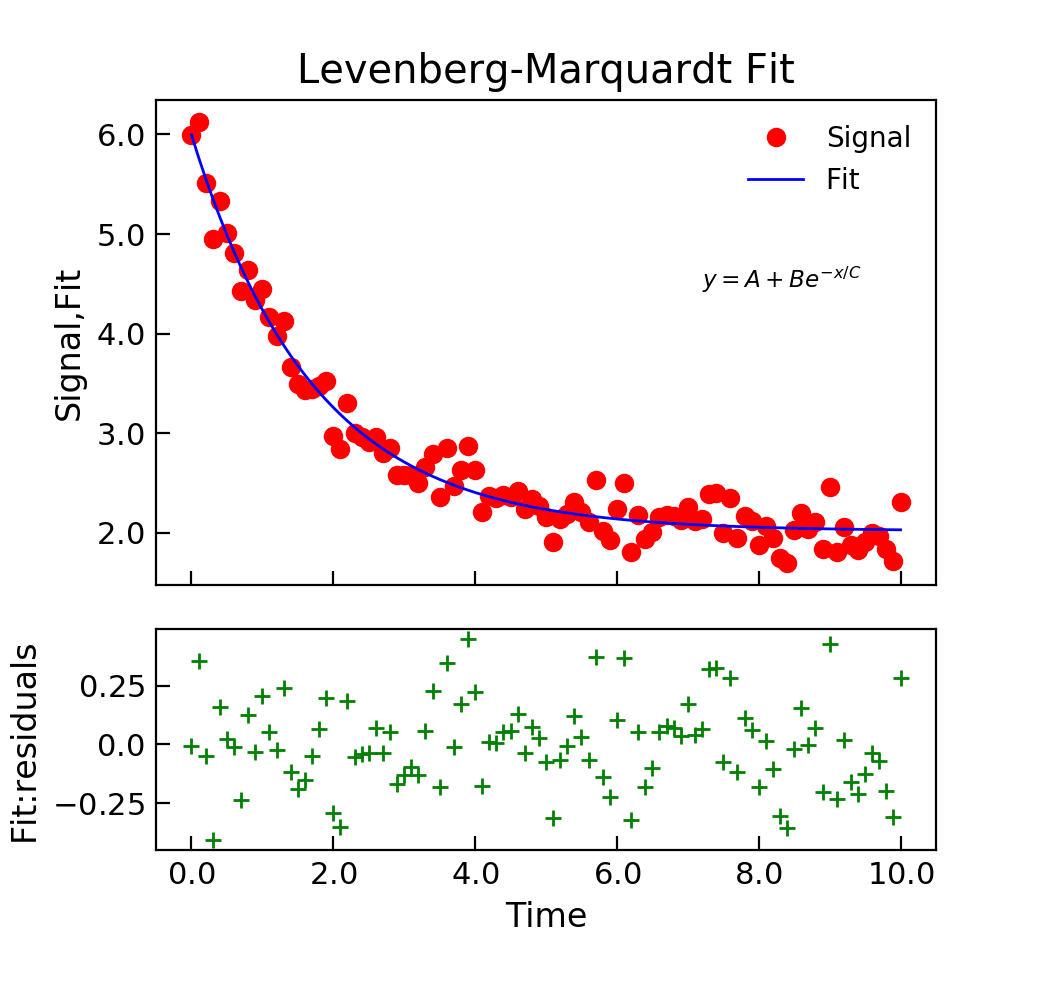 Levenberg-Marquardt Fit
6.0
5.0
4.0
3.0
2.0
Signal,Fit
Signal
Fit
y = A + Be^{-x/C}
0.25
0.0
−0.25
Fit:residuals
0.0 2.0 4.0 6.0 8.0 10.0
Time